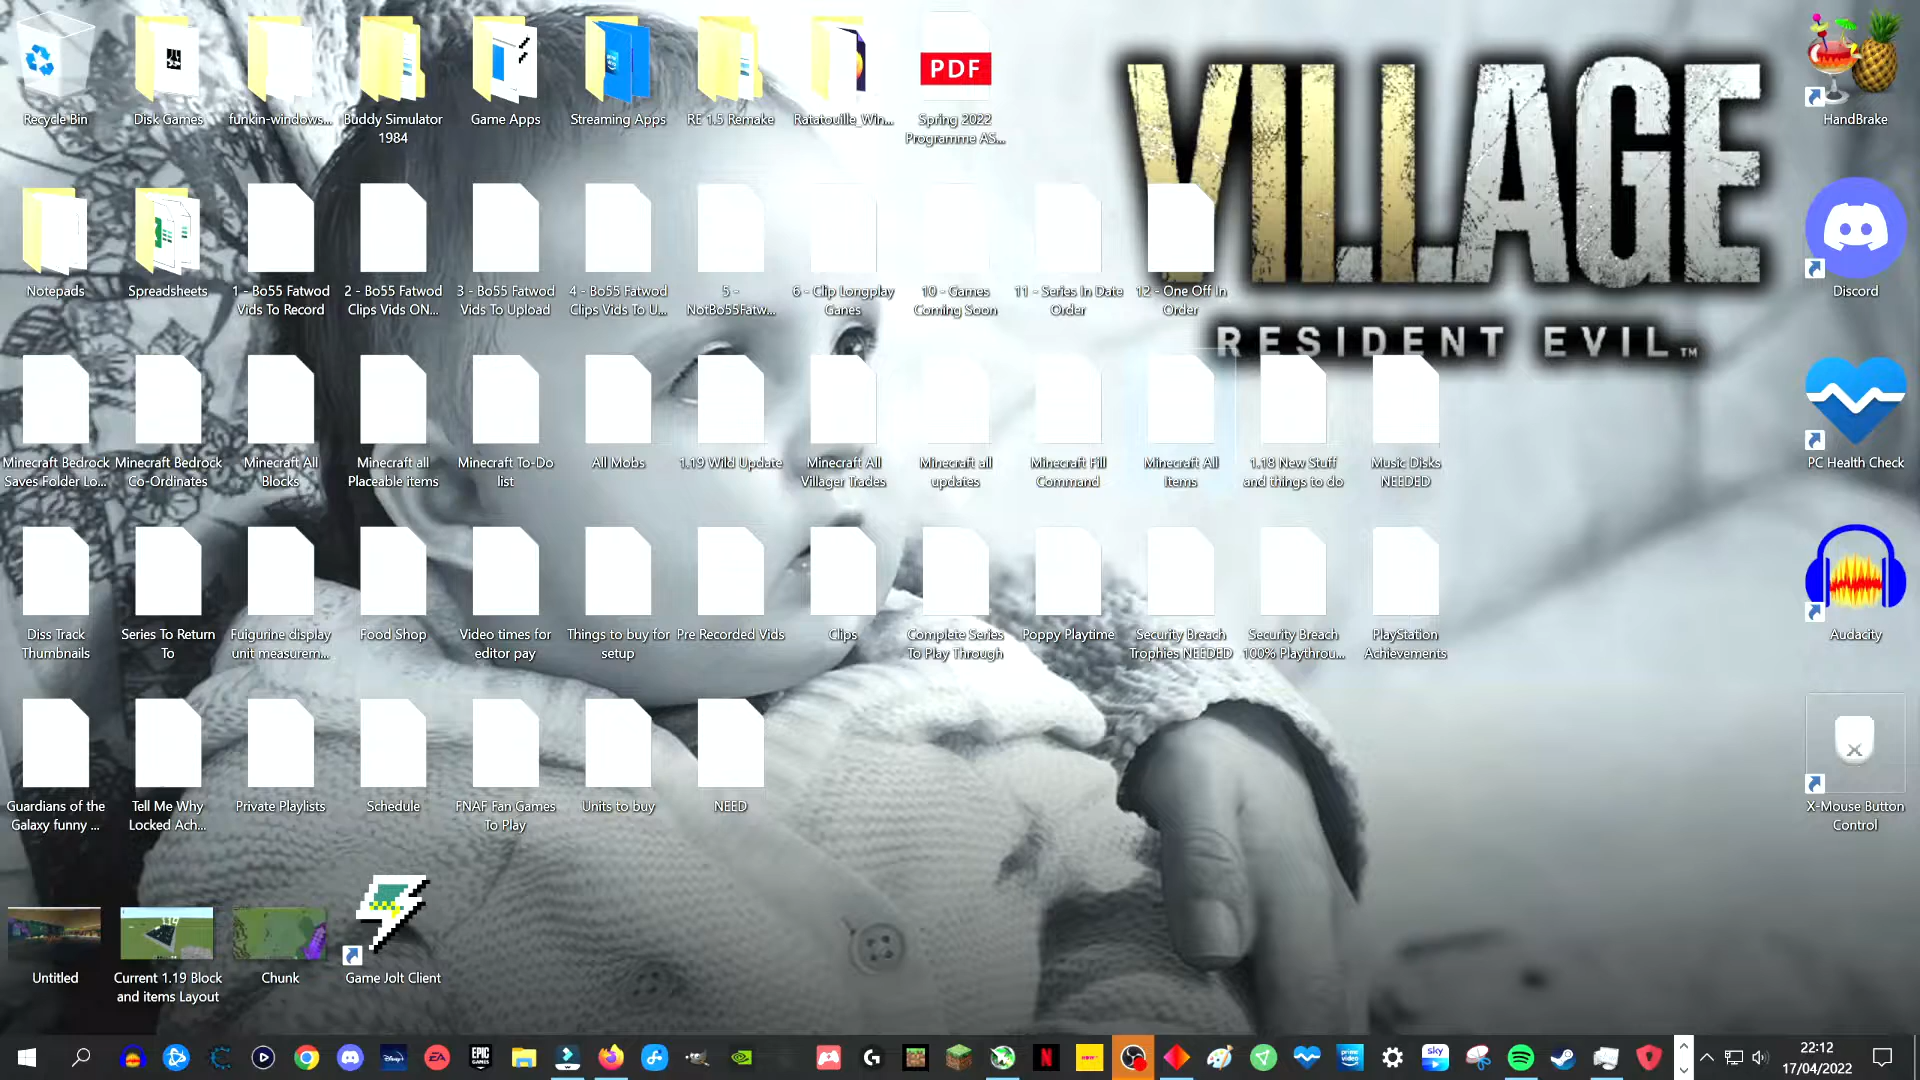 VILLAGE
RESIDENT EVIL™
Recycle Bin
Disk Games
funkin-windows...
Buddy Simulator
1984
Game Apps
Streaming Apps
RE 1.5 Remake
Ratatouille_Win...
PDF
Spring 2022
Programme AS...
HandBrake
Notepads
Spreadsheets
1 - Bo55 Fatwod
Vids To Record
2 - Bo55 Fatwod
Clips Vids ON...
3 - Bo55 Fatwod
Vids To Upload
4 - Bo55 Fatwod
Clips Vids To U...
5 -
NotBo55Fatw...
6 - Clip Longplay
Ganes
10 - Games
Coming Soon
11 - Series In Date
Order
12 - One Off In
Order
Discord
Minecraft Bedrock
Saves Folder Lo...
Minecraft Bedrock
Co-Ordinates
Minecraft All
Blocks
Minecraft all
Placeable items
Minecraft To-Do
list
All Mobs
1.19 Wild Update
Minecraft All
Villager Trades
Minecraft all
updates
Minecraft Fill
Command
Minecraft All
Items
1.18 New Stuff
and things to do
Music Disks
NEEDED
PC Health Check
Diss Track
Thumbnails
Series To Return
To
Fuigurine display
unit measurem...
Food Shop
Video times for
editor pay
Things to buy for
setup
Pre Recorded Vids
Clips
Complete Series
To Play Through
Poppy Playtime
Security Breach
Trophies NEEDED
Security Breach
100% Playthrou...
PlayStation
Achievements
Audacity
Guardians of the
Galaxy funny ...
Tell Me Why
Locked Ach...
Private Playlists
Schedule
FNAF Fan Games
To Play
Units to buy
NEED
X-Mouse Button
Control
Untitled
1.19
Current 1.19 Block
and items Layout
Chunk
Game Jolt Client
Disney+
EA
EPIC
GAMES
N
prime
video
sky
22:12
17/04/2022